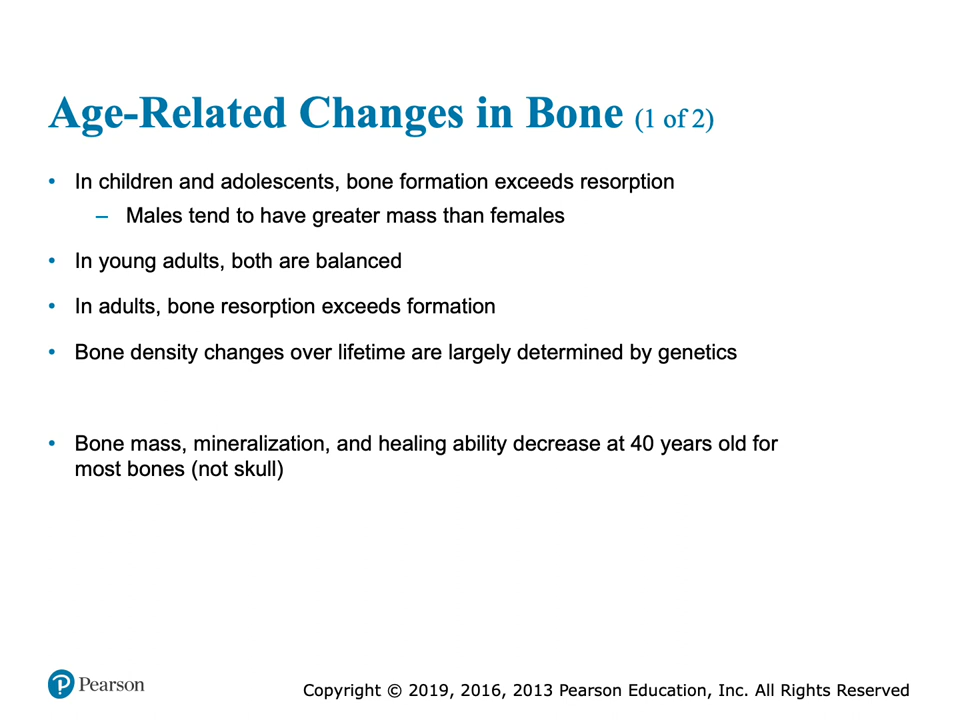 Age-Related Changes in Bone (1 of 2)
• In children and adolescents, bone formation exceeds resorption
– Males tend to have greater mass than females
• In young adults, both are balanced
• In adults, bone resorption exceeds formation
• Bone density changes over lifetime are largely determined by genetics
• Bone mass, mineralization, and healing ability decrease at 40 years old for
most bones (not skull)
P Pearson
Copyright © 2019, 2016, 2013 Pearson Education, Inc. All Rights Reserved